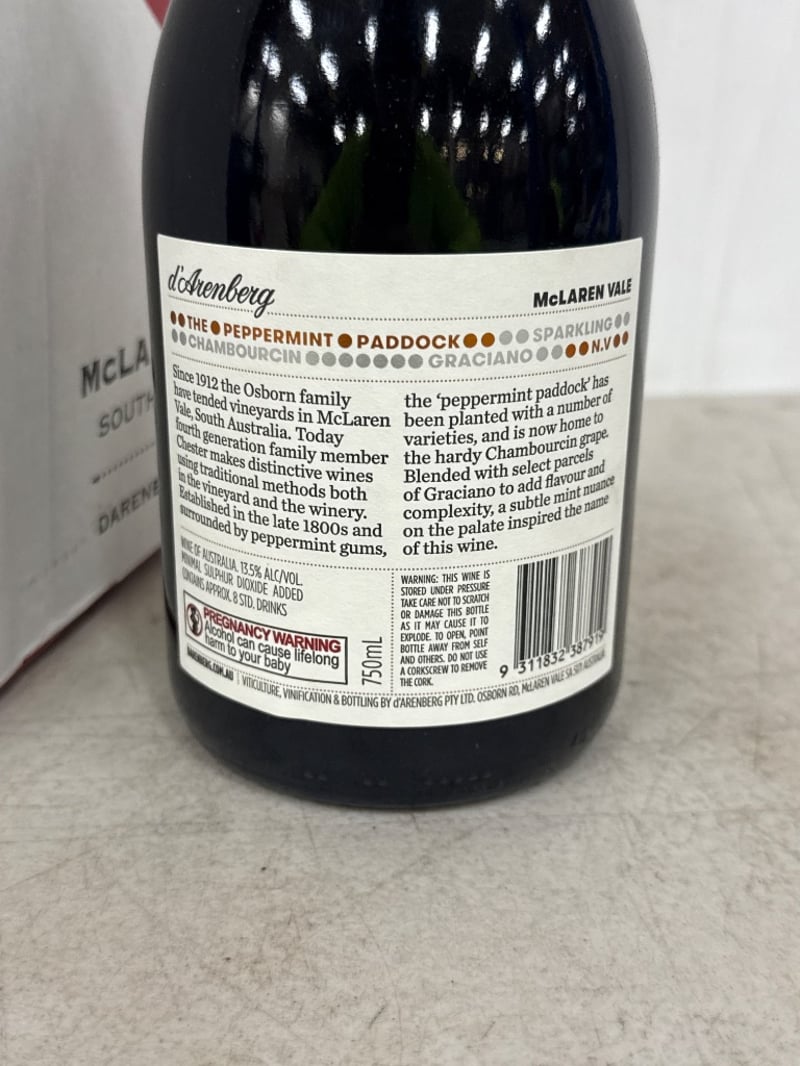 d'Arenberg
McLAREN VALE
THE PEPPERMINT PADDOCK SPARKLING
CHAMBOURCIN GRACIANO N.V
Since 1912 the Osborn family
have tended vineyards in McLaren
Vale, South Australia. Today
fourth generation family member
Chester makes distinctive wines
using traditional methods both
in the vineyard and the winery.
Established in the late 1800s and
surrounded by peppermint gums,
the 'peppermint paddock' has
been planted with a number of
varieties, and is now home to
the hardy Chambourcin grape.
Blended with select parcels
of Graciano to add flavour and
complexity, a subtle mint nuance
on the palate inspired the name
of this wine.
WINE OF AUSTRALIA. 13.5% ALC/VOL.
MINIMAL SULPHUR DIOXIDE ADDED
CONTAINS APPROX. 8 STD. DRINKS
PREGNANCY WARNING
Alcohol can cause lifelong
harm to your baby
750mL
WARNING: THIS WINE IS
STORED UNDER PRESSURE
TAKE CARE NOT TO SCRATCH
OR DAMAGE THIS BOTTLE
AS IT MAY CAUSE IT TO
EXPLODE. TO OPEN, POINT
BOTTLE AWAY FROM SELF
AND OTHERS. DO NOT USE
A CORKSCREW TO REMOVE
THE CORK.
9 311832 387919
DARENBERG.COM.AU | VITICULTURE, VINIFICATION & BOTTLING BY d'ARENBERG PTY LTD. OSBORN RD, McLAREN VALE SA 5171 AUSTRALIA.
McLA
SOUTH
DARENE